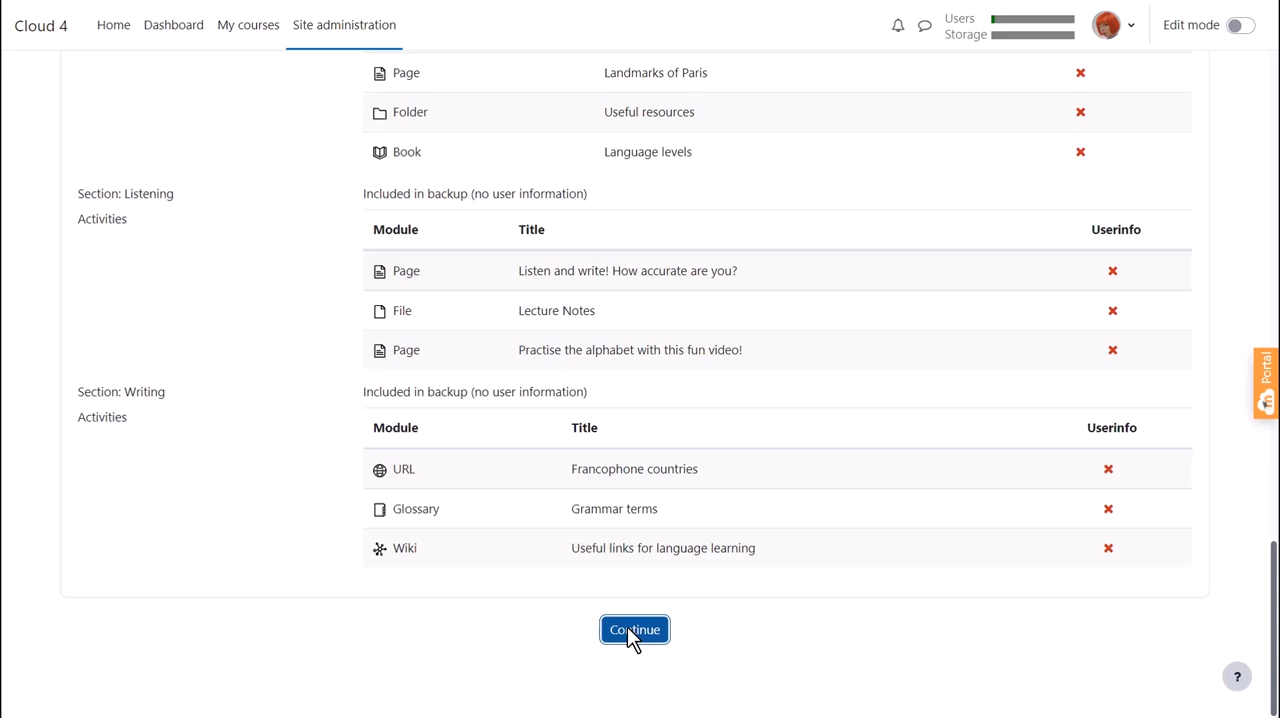 Cloud 4 Home Dashboard My courses Site administration Users Edit mode
Storage
Page Landmarks of Paris
Folder Useful resources
Book Language levels
Section: Listening Included in backup (no user information)
Activities
Module Title Userinfo
Page Listen and write! How accurate are you?
File Lecture Notes
Page Practise the alphabet with this fun video!
Portal
Section: Writing Included in backup (no user information)
Activities
Module Title Userinfo
URL Francophone countries
Glossary Grammar terms
Wiki Useful links for language learning
Continue
?